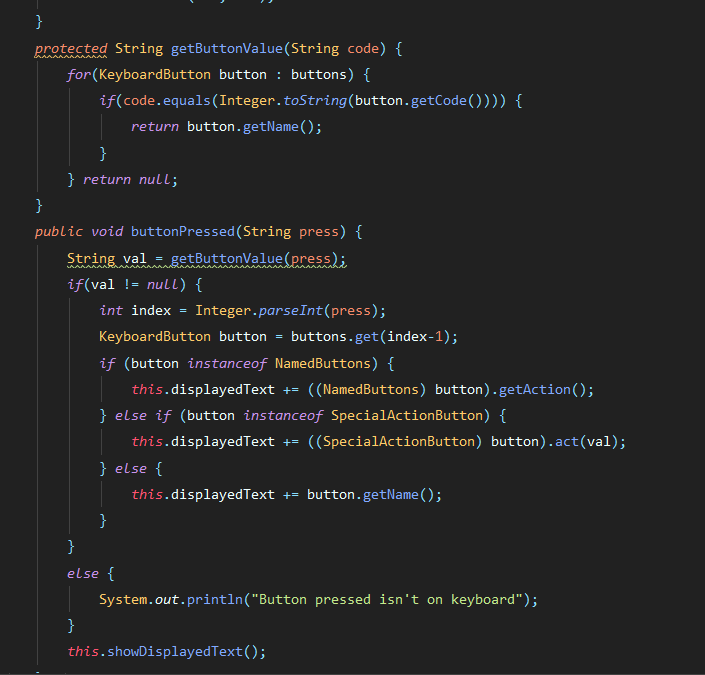 }
protected String getButtonValue(String code) {
for(KeyboardButton button : buttons) {
if(code.equals(Integer.toString(button.getCode()))) {
return button.getName();
}
} return null;
}
public void buttonPressed(String press) {
String val = getButtonValue(press);
if(val != null) {
int index = Integer.parseInt(press);
KeyboardButton button = buttons.get(index-1);
if (button instanceof NamedButtons) {
this.displayedText += ((NamedButtons) button).getAction();
} else if (button instanceof SpecialActionButton) {
this.displayedText += ((SpecialActionButton) button).act(val);
} else {
this.displayedText += button.getName();
}
}
else {
System.out.println("Button pressed isn't on keyboard");
}
this.showDisplayedText();